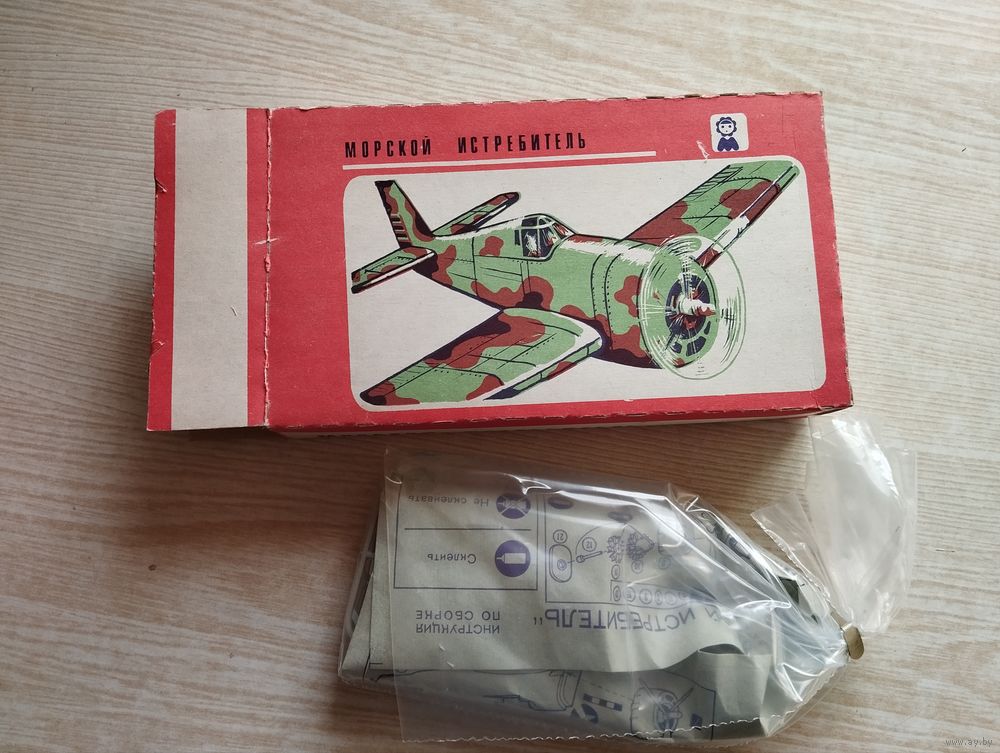 МОРСКОЙ ИСТРЕБИТЕЛЬ
ИНСТРУКЦИЯ
ПО СБОРКЕ
ИСТРЕБИТЕЛЬ"
Склеить
Не склеивать
www.ay.by